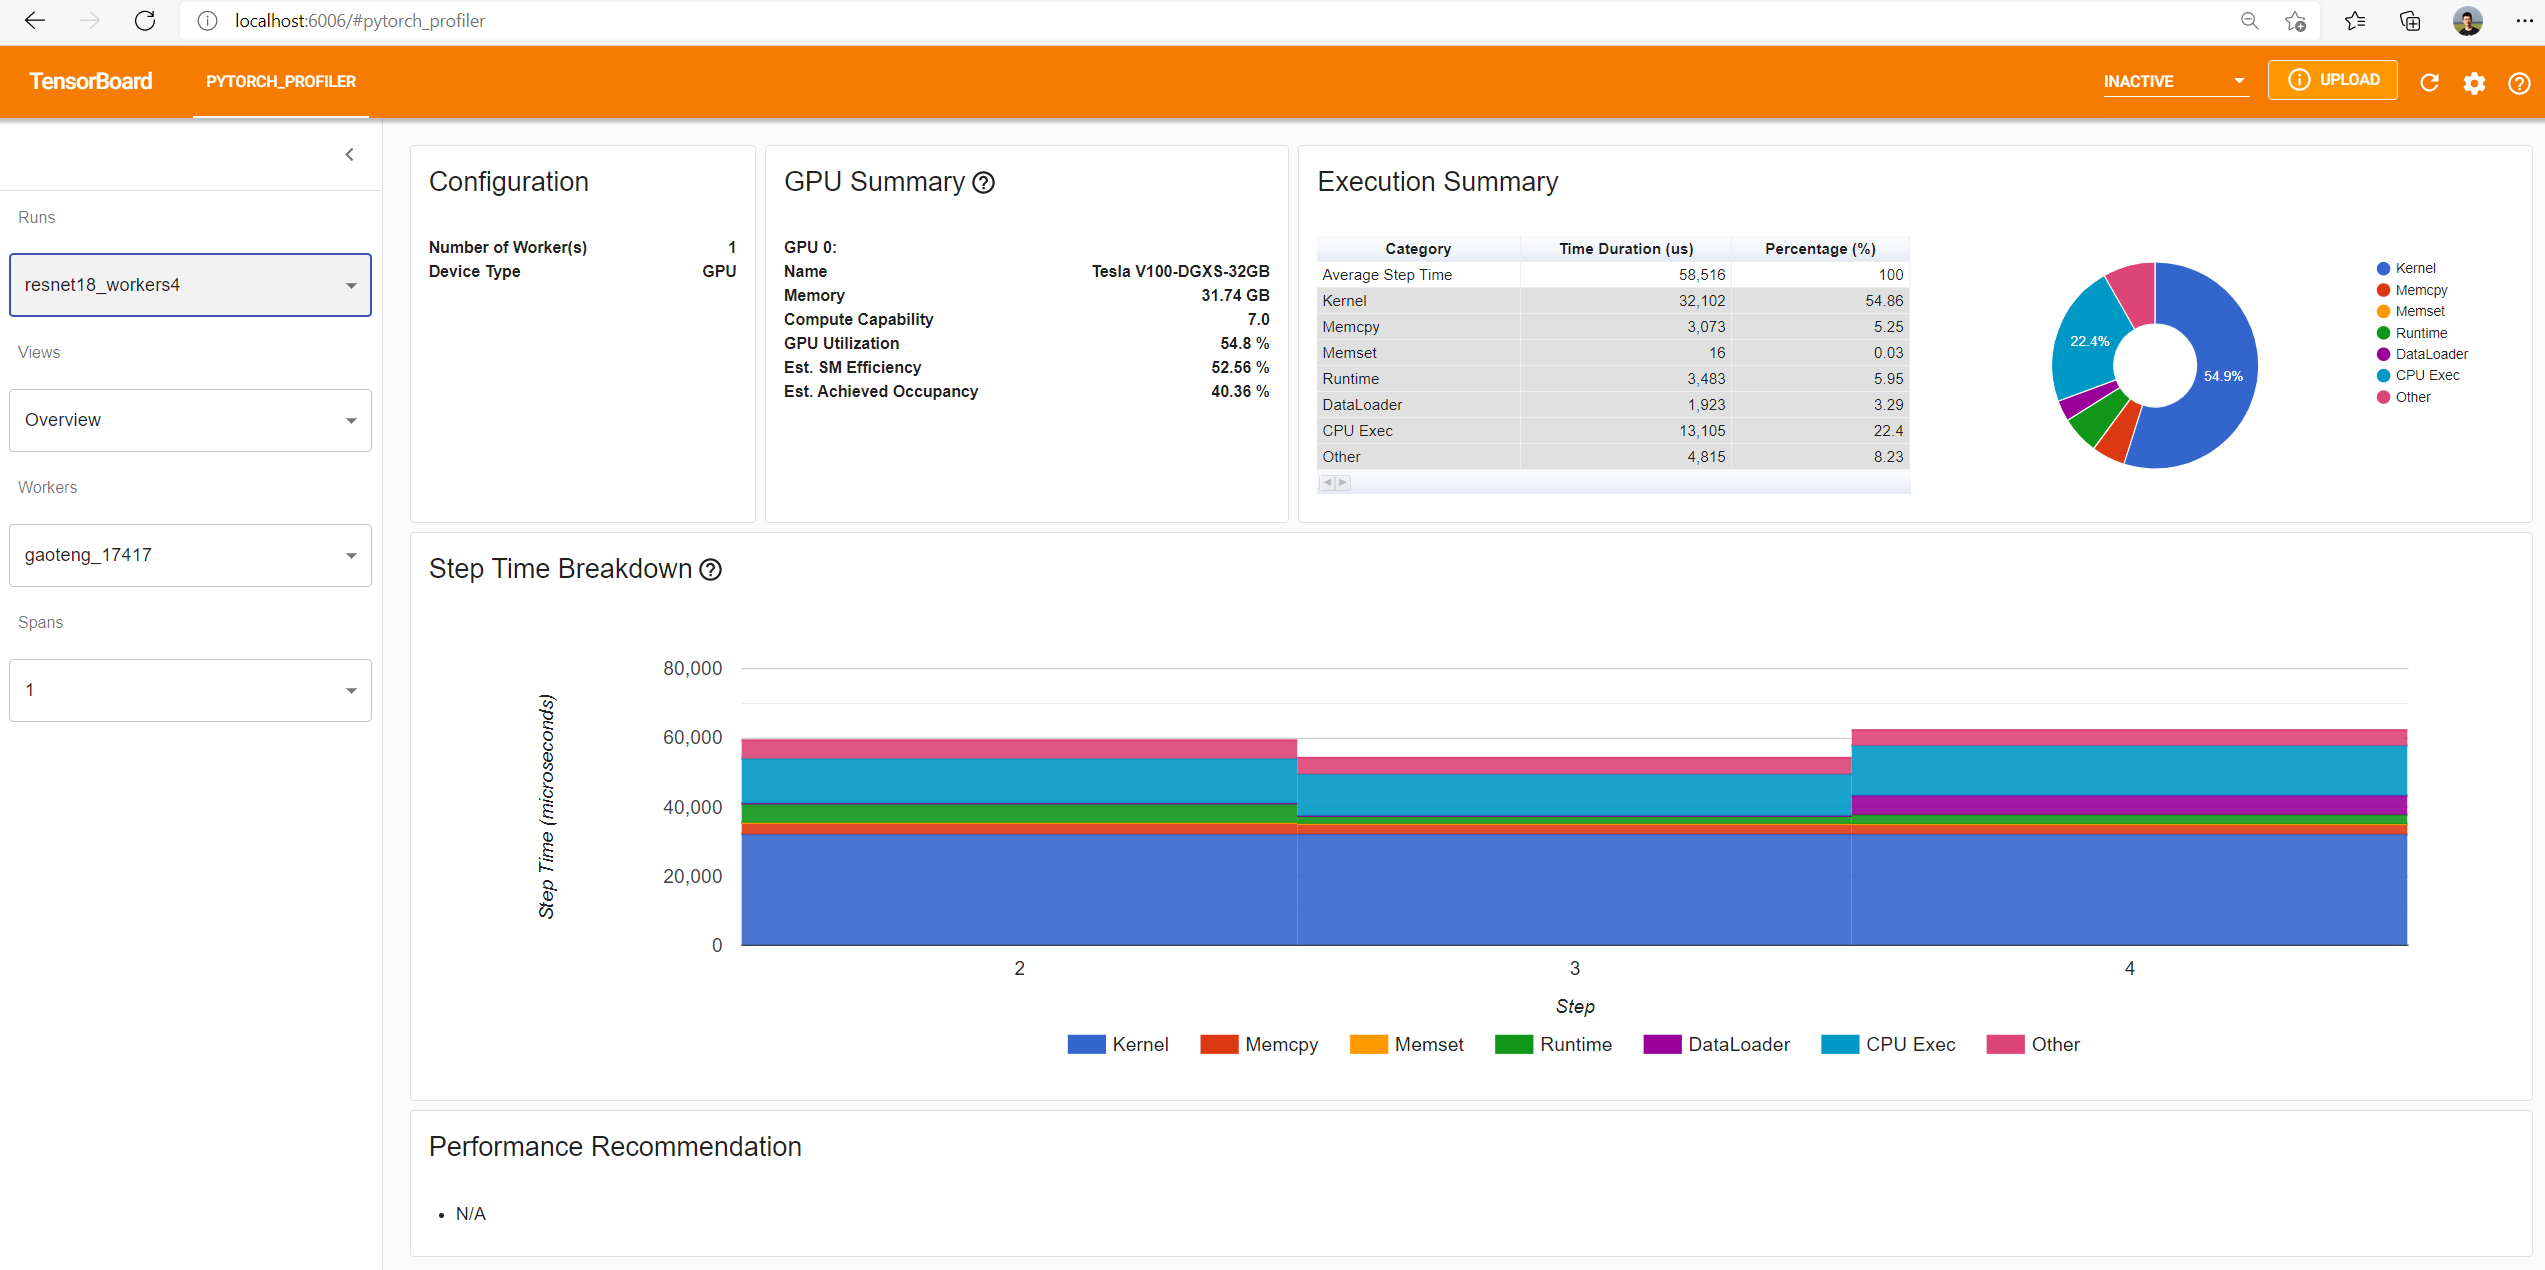 localhost:6006/#pytorch_profiler
TensorBoard
PYTORCH_PROFILER
INACTIVE
UPLOAD
Runs
resnet18_workers4
Views
Overview
Workers
gaoteng_17417
Spans
1
Configuration
Number of Worker(s) 1
Device Type GPU
GPU Summary
GPU 0:
Name Tesla V100-DGXS-32GB
Memory 31.74 GB
Compute Capability 7.0
GPU Utilization 54.8 %
Est. SM Efficiency 52.56 %
Est. Achieved Occupancy 40.36 %
Execution Summary
Category Time Duration (us) Percentage (%)
Average Step Time 58,516 100
Kernel 32,102 54.86
Memcpy 3,073 5.25
Memset 16 0.03
Runtime 3,483 5.95
DataLoader 1,923 3.29
CPU Exec 13,105 22.4
Other 4,815 8.23
22.4%
54.9%
Kernel
Memcpy
Memset
Runtime
DataLoader
CPU Exec
Other
Step Time Breakdown
Step Time (microseconds)
80,000
60,000
40,000
20,000
0
2 3 4
Step
Kernel Memcpy Memset Runtime DataLoader CPU Exec Other
Performance Recommendation
• N/A